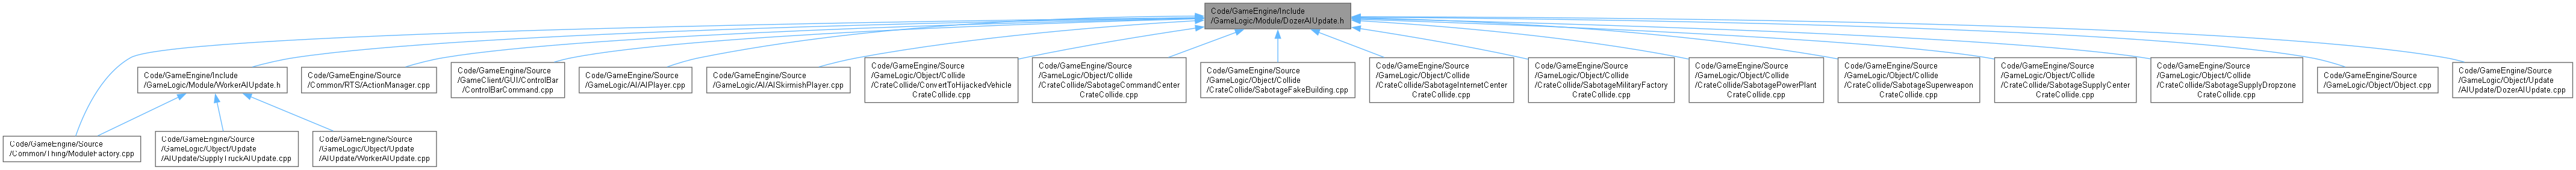 Code/GameEngine/Include
/GameLogic/Module/DozerAIUpdate.h
Code/GameEngine/Include
/GameLogic/Module/WorkerAIUpdate.h
Code/GameEngine/Source
/Common/RTS/ActionManager.cpp
Code/GameEngine/Source
/GameClient/GUI/ControlBar
/ControlBarCommand.cpp
Code/GameEngine/Source
/GameLogic/AI/AIPlayer.cpp
Code/GameEngine/Source
/GameLogic/AI/AISkirmishPlayer.cpp
Code/GameEngine/Source
/GameLogic/Object/Collide
/CrateCollide/ConvertToHijackedVehicle
CrateCollide.cpp
Code/GameEngine/Source
/GameLogic/Object/Collide
/CrateCollide/SabotageCommandCenter
CrateCollide.cpp
Code/GameEngine/Source
/GameLogic/Object/Collide
/CrateCollide/SabotageFakeBuilding.cpp
Code/GameEngine/Source
/GameLogic/Object/Collide
/CrateCollide/SabotageInternetCenter
CrateCollide.cpp
Code/GameEngine/Source
/GameLogic/Object/Collide
/CrateCollide/SabotageMilitaryFactory
CrateCollide.cpp
Code/GameEngine/Source
/GameLogic/Object/Collide
/CrateCollide/SabotagePowerPlant
CrateCollide.cpp
Code/GameEngine/Source
/GameLogic/Object/Collide
/CrateCollide/SabotageSuperweapon
CrateCollide.cpp
Code/GameEngine/Source
/GameLogic/Object/Collide
/CrateCollide/SabotageSupplyCenter
CrateCollide.cpp
Code/GameEngine/Source
/GameLogic/Object/Collide
/CrateCollide/SabotageSupplyDropzone
CrateCollide.cpp
Code/GameEngine/Source
/GameLogic/Object/Object.cpp
Code/GameEngine/Source
/GameLogic/Object/Update
/AIUpdate/DozerAIUpdate.cpp
Code/GameEngine/Source
/Common/Thing/ModuleFactory.cpp
Code/GameEngine/Source
/GameLogic/Object/Update
/AIUpdate/SupplyTruckAIUpdate.cpp
Code/GameEngine/Source
/GameLogic/Object/Update
/AIUpdate/WorkerAIUpdate.cpp